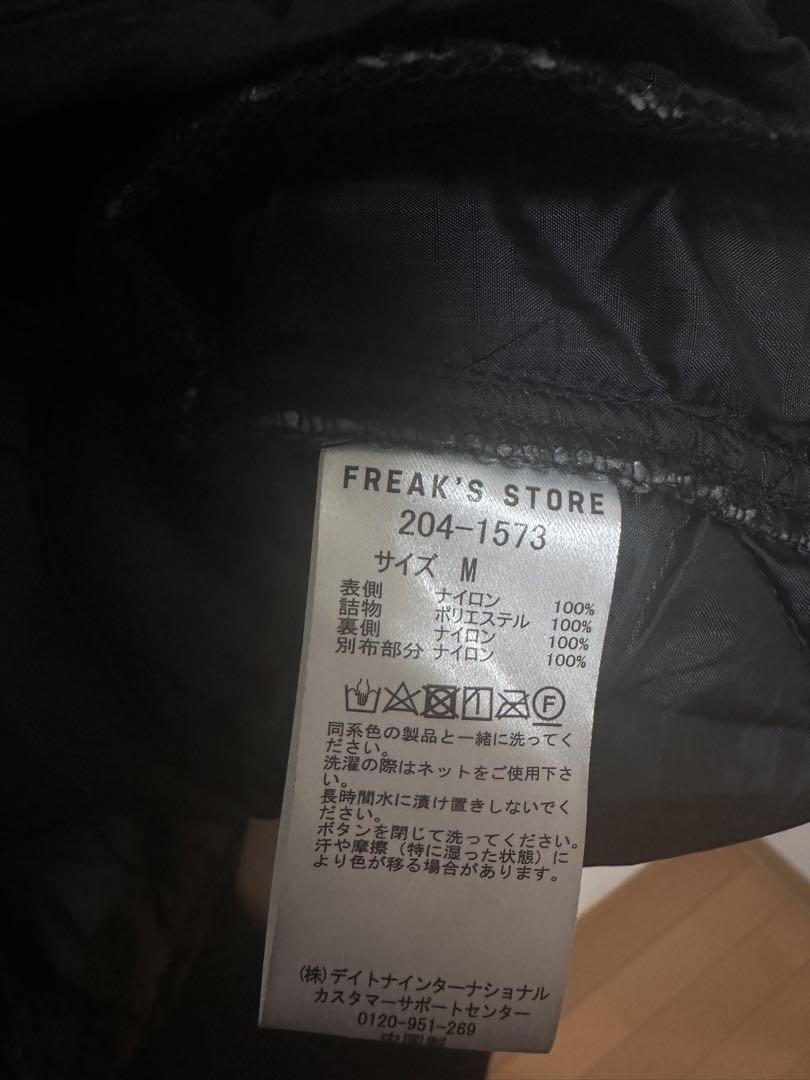 FREAK'S STORE
204-1573
サイズ M
表側 ナイロン 100%
詰物 ポリエステル 100%
裏側 ナイロン 100%
別布部分 ナイロン 100%
F
同系色の製品と一緒に洗ってく
ださい。
洗濯の際はネットをご使用下さ
い。
長時間水に漬け置きしないでく
ださい。
ボタンを閉じて洗ってください。
汗や摩擦（特に湿った状態）に
より色が移る場合があります。
(株)デイトナインターナショナル
カスタマーサポートセンター
0120-951-269
中国製